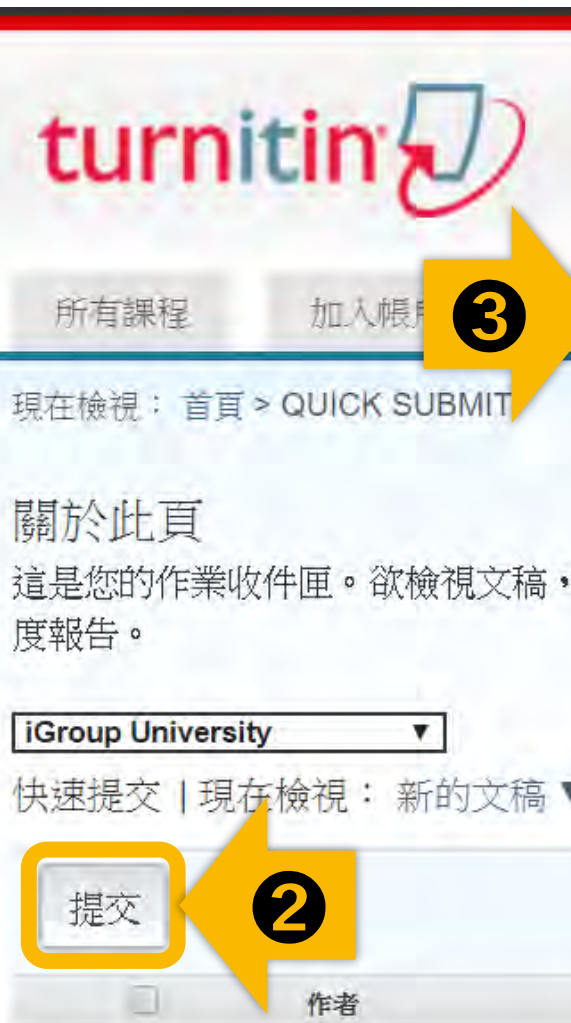 turnitin
所有課程 加入帳
❸
現在檢視： 首頁 > QUICK SUBMIT
關於此頁
這是您的作業收件匣。欲檢視文稿，
度報告。
iGroup University ▼
快速提交 | 現在檢視： 新的文稿 ▼
提交
❷
作者